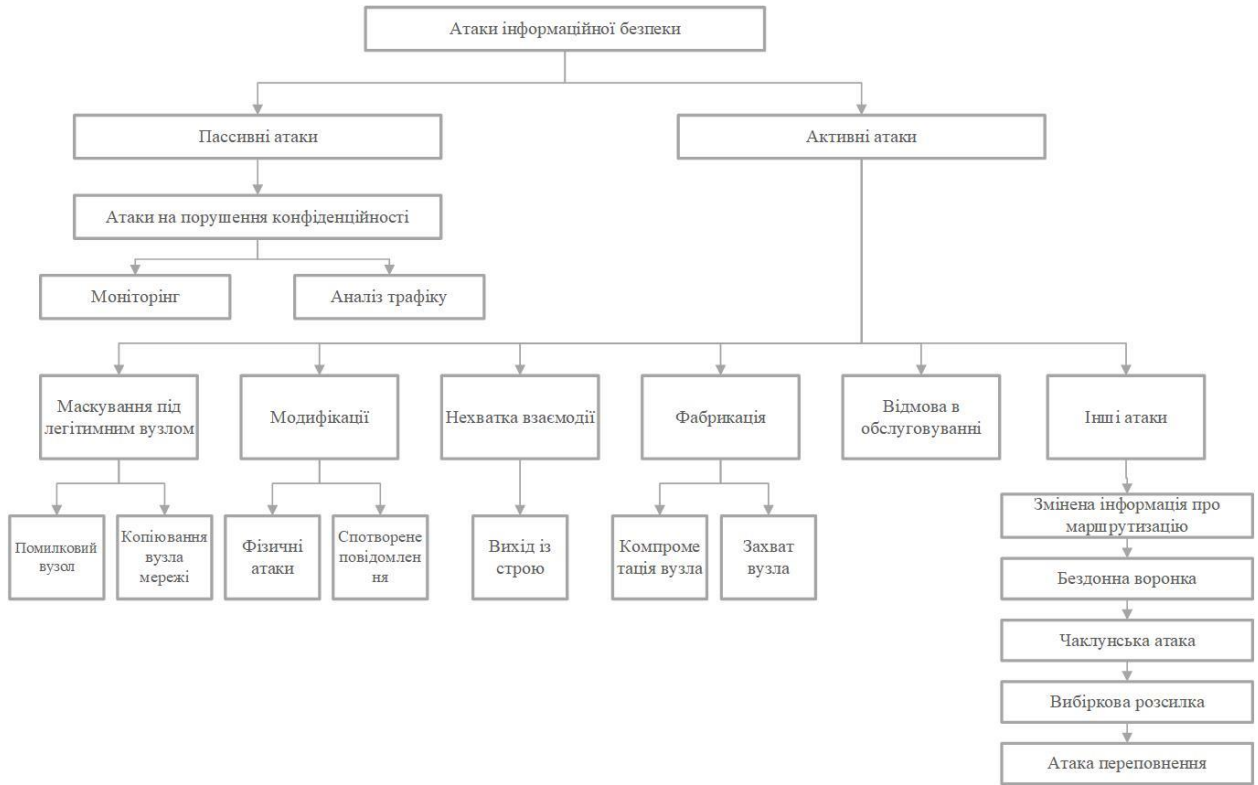 Атаки інформаційної безпеки
Пассивні атаки
Активні атаки
Атаки на порушення конфіденційності
Моніторінг
Аналіз трафіку
Маскування під
легітимним вузлом
Модифікації
Нехватка взаємодії
Фабрикація
Відмова в
обслуговуванні
Інші атаки
Помилковий
вузол
Копіювання
вузла
мережі
Фізичні
атаки
Спотворене
повідомлен
ня
Вихід із
строю
Компроме
тація вузла
Захват
вузла
Змінена інформація про
маршрутизацію
Бездонна воронка
Чаклунська атака
Вибіркова розсилка
Атака переповнення